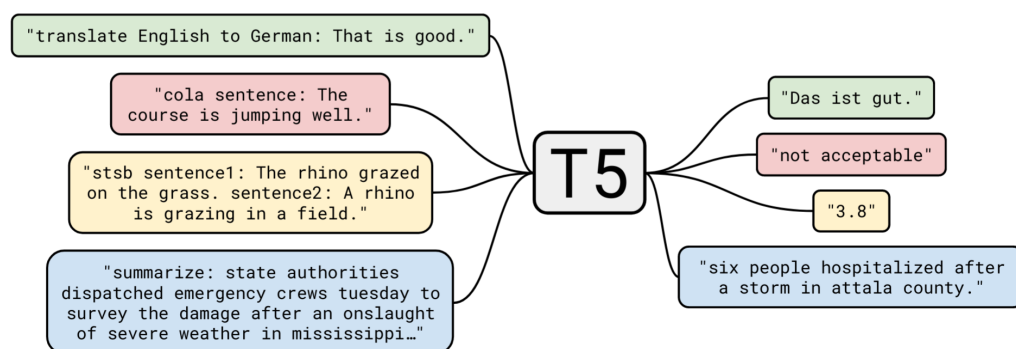 "translate English to German: That is good."
"cola sentence: The
course is jumping well."
"stsb sentence1: The rhino grazed
on the grass. sentence2: A rhino
is grazing in a field."
"summarize: state authorities
dispatched emergency crews tuesday to
survey the damage after an onslaught
of severe weather in mississippi…"
T5
"Das ist gut."
"not acceptable"
"3.8"
"six people hospitalized after
a storm in attala county."